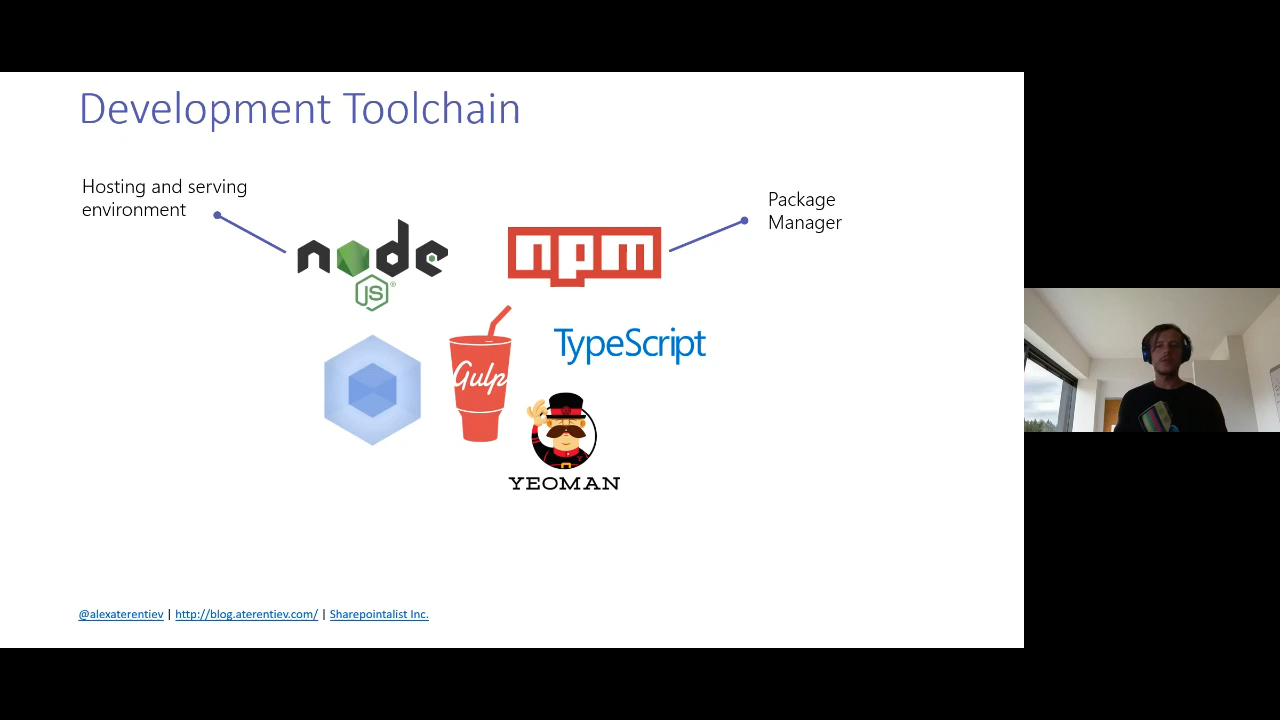 Development Toolchain
Hosting and serving
environment
Package
Manager
node
JS
®
npm
TypeScript
Gulp
YEOMAN
@alexaterentiev | http://blog.aterentiev.com/ | Sharepointalist Inc.